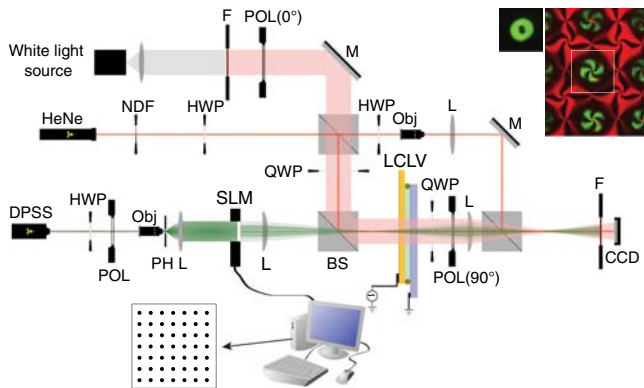 F
POL(0°)
M
White light
source
HeNe
NDF
HWP
HWP
Obj
L
M
QWP
LCLV
SLM
QWP
L
F
DPSS
HWP
Obj
POL
PH L
L
BS
POL(90°)
CCD